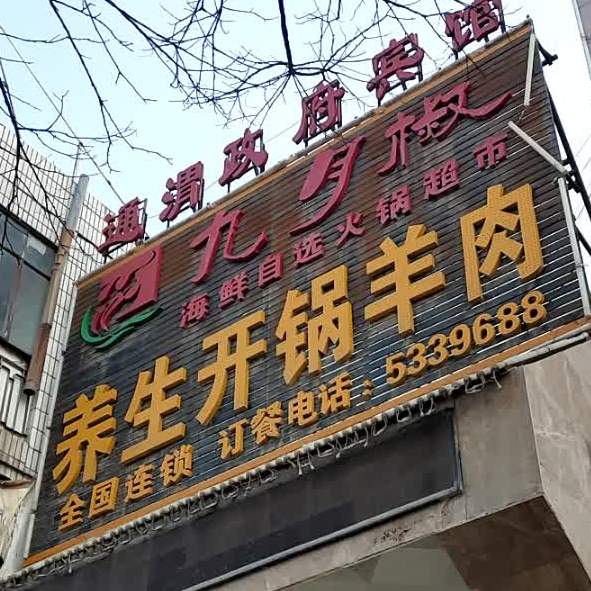 通渭政府宾馆
九月椒
海鲜自选火锅超市
养生开锅羊肉
全国连锁 订餐电话：5339688